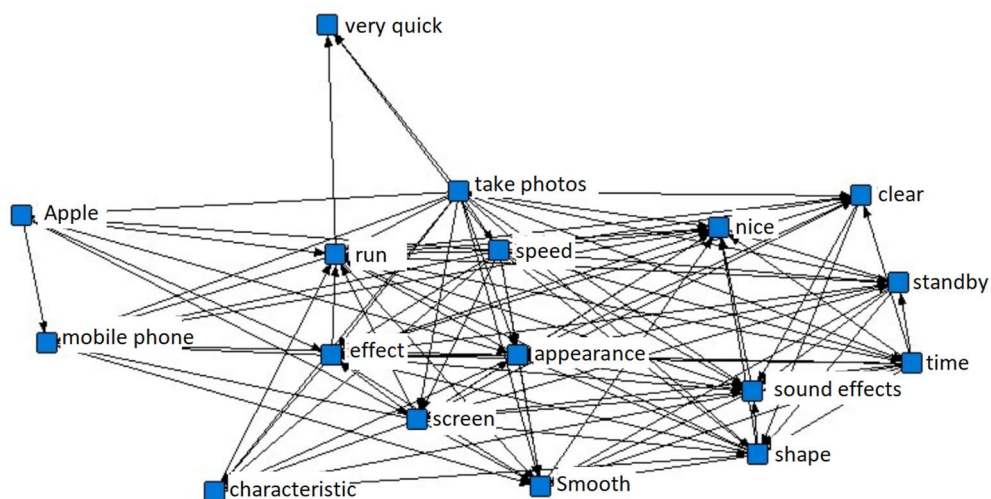 very quick
take photos
clear
Apple
nice
speed
run
standby
mobile phone
effect
appearance
time
sound effects
screen
shape
Smooth
characteristic